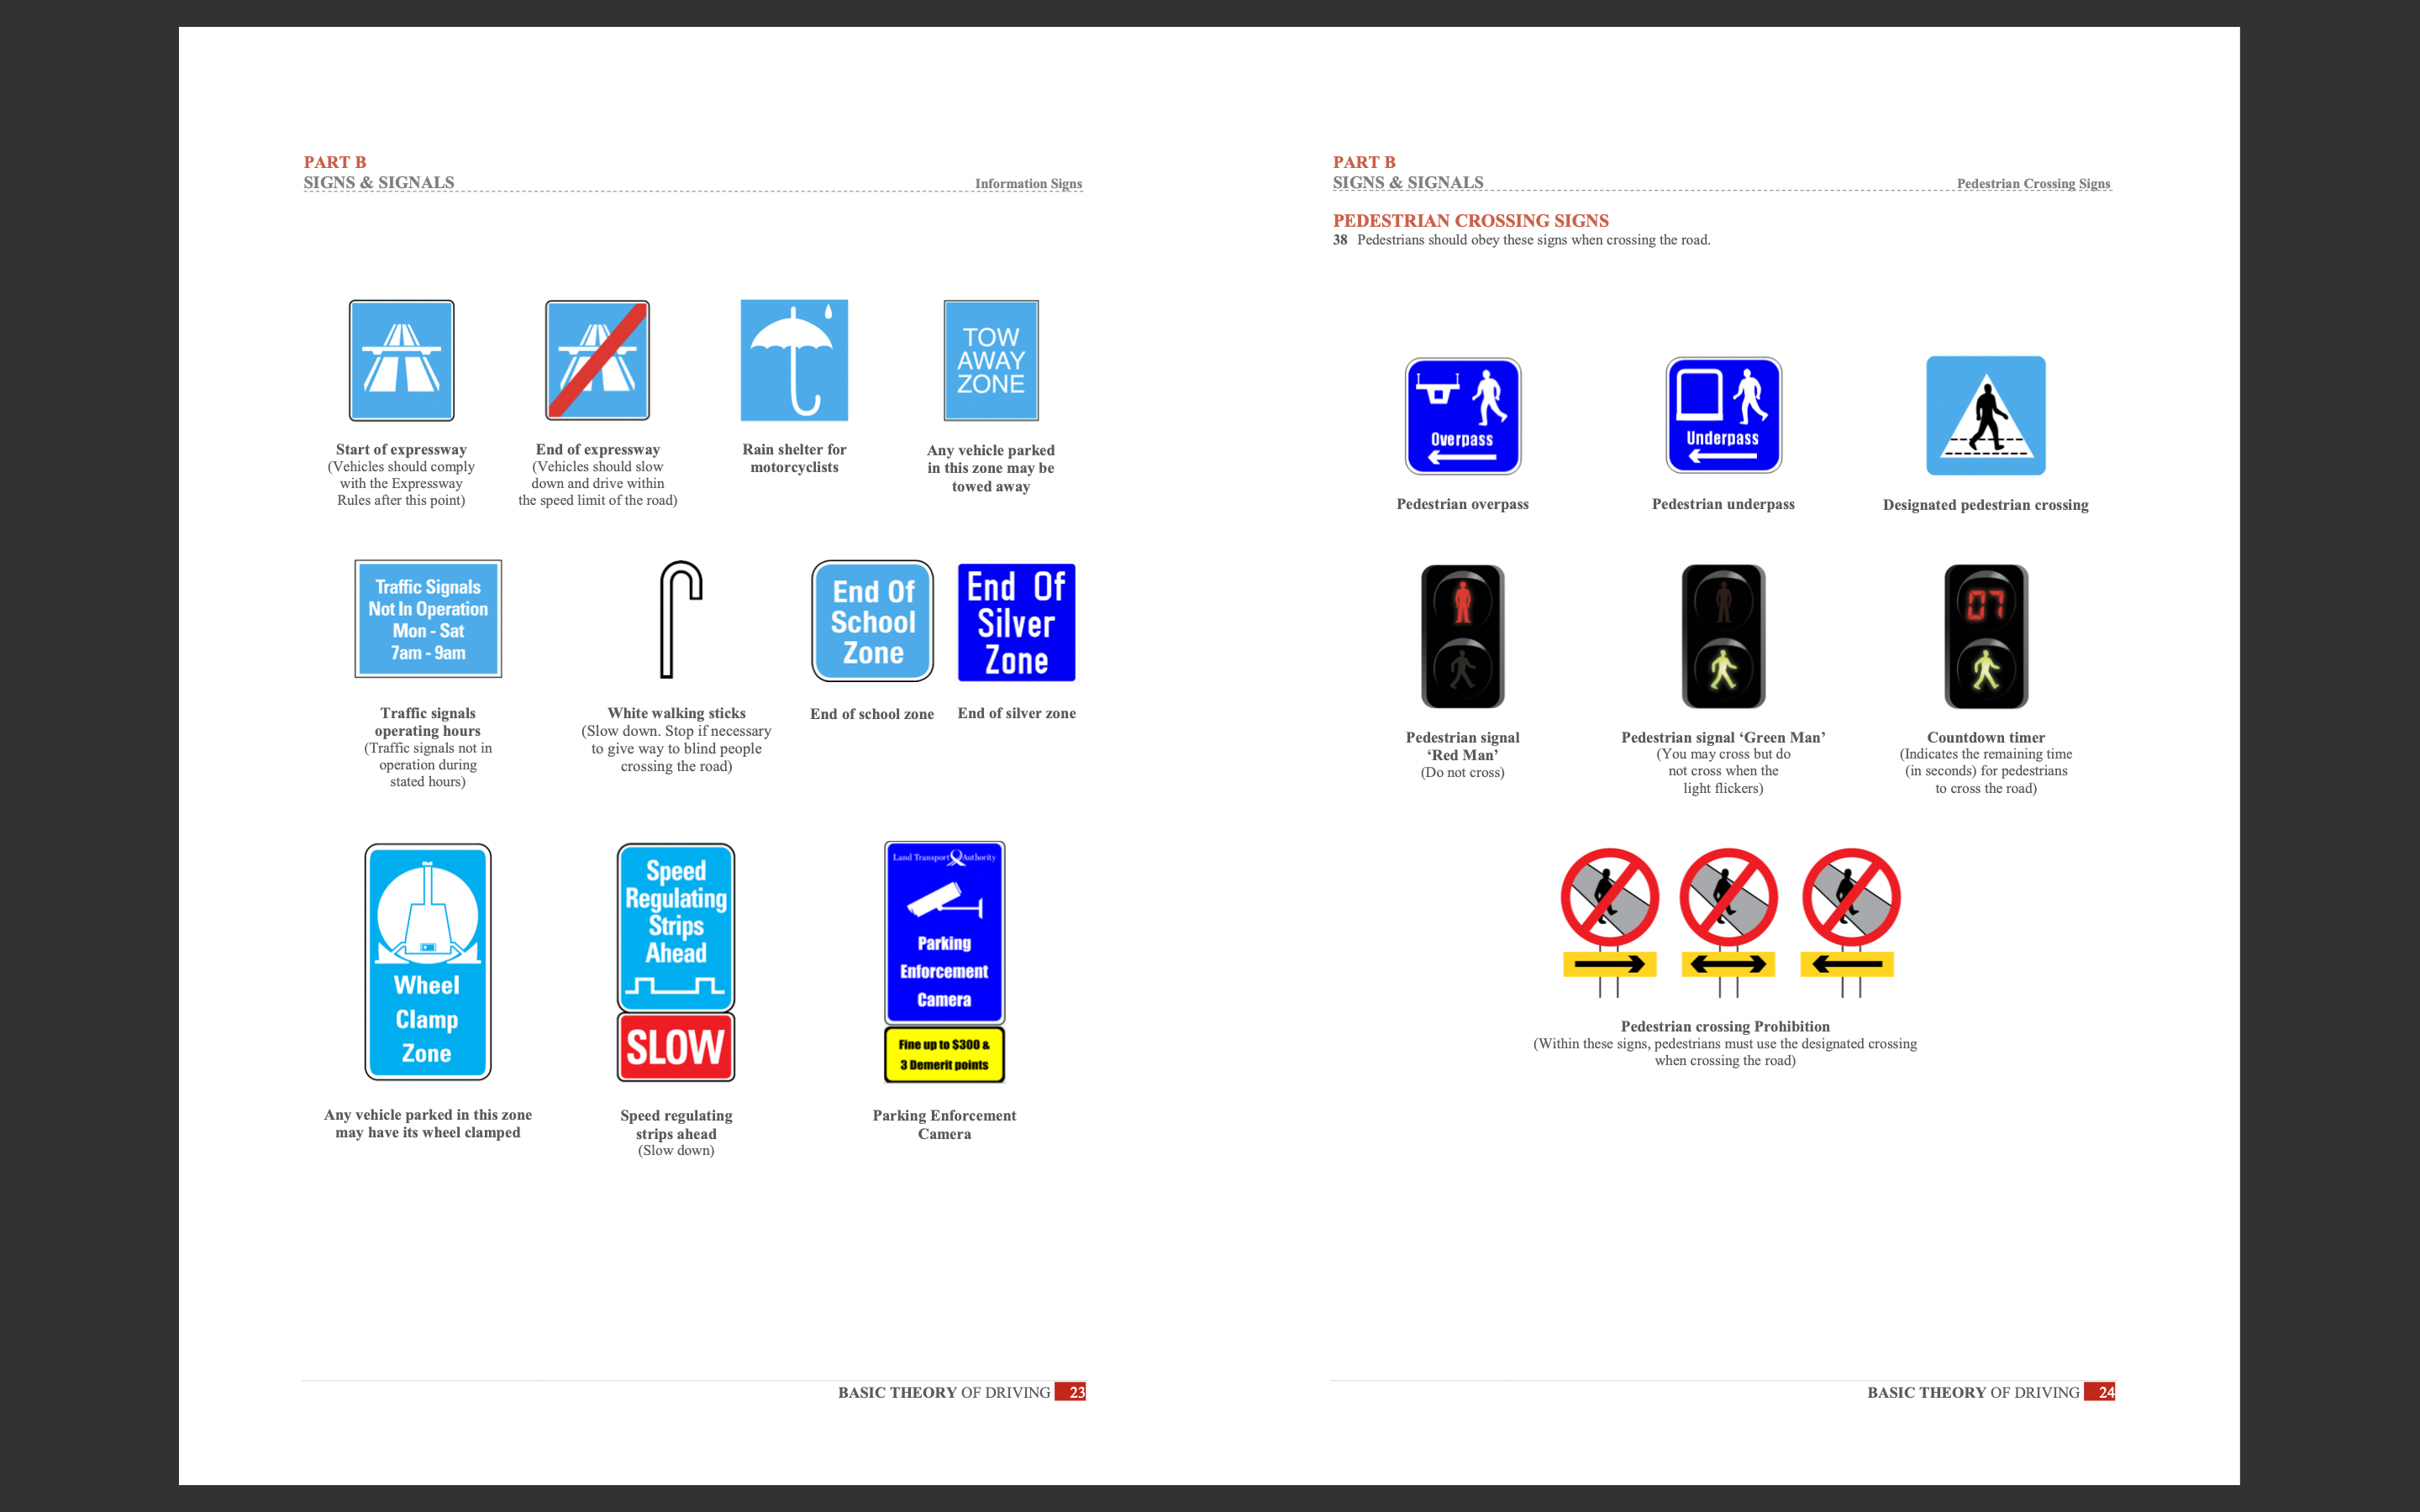 PART B
SIGNS & SIGNALS
Information Signs
TOW
AWAY
ZONE
Start of expressway
(Vehicles should comply
with the Expressway
Rules after this point)
End of expressway
(Vehicles should slow
down and drive within
the speed limit of the road)
Rain shelter for
motorcyclists
Any vehicle parked
in this zone may be
towed away
Traffic Signals
Not In Operation
Mon - Sat
7am - 9am
End Of
School
Zone
End Of
Silver
Zone
Traffic signals
operating hours
(Traffic signals not in
operation during
stated hours)
White walking sticks
(Slow down. Stop if necessary
to give way to blind people
crossing the road)
End of school zone
End of silver zone
Wheel
Clamp
Zone
Speed
Regulating
Strips
Ahead
SLOW
Land Transport Authority
Parking
Enforcement
Camera
Fine up to $300 &
3 Demerit points
Any vehicle parked in this zone
may have its wheel clamped
Speed regulating
strips ahead
(Slow down)
Parking Enforcement
Camera
BASIC THEORY OF DRIVING 23
PART B
SIGNS & SIGNALS
Pedestrian Crossing Signs
PEDESTRIAN CROSSING SIGNS
38 Pedestrians should obey these signs when crossing the road.
Overpass
Underpass
Pedestrian overpass
Pedestrian underpass
Designated pedestrian crossing
07
Pedestrian signal
‘Red Man’
(Do not cross)
Pedestrian signal ‘Green Man’
(You may cross but do
not cross when the
light flickers)
Countdown timer
(Indicates the remaining time
(in seconds) for pedestrians
to cross the road)
Pedestrian crossing Prohibition
(Within these signs, pedestrians must use the designated crossing
when crossing the road)
BASIC THEORY OF DRIVING 24